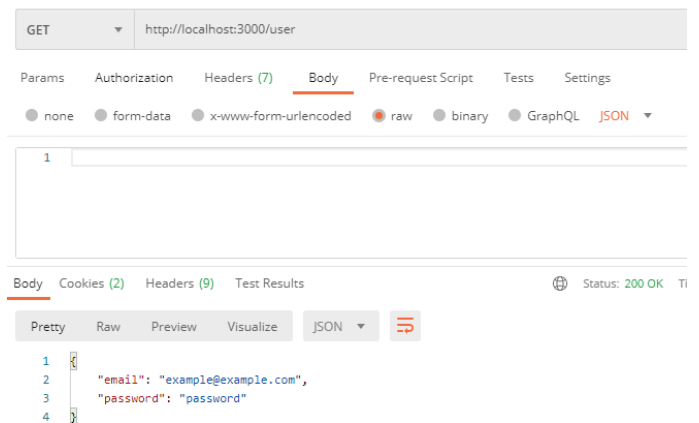 GET http://localhost:3000/user
Params Authorization Headers (7) Body Pre-request Script Tests Settings
none form-data x-www-form-urlencoded raw binary GraphQL JSON
1
Body Cookies (2) Headers (9) Test Results Status: 200 OK Ti
Pretty Raw Preview Visualize JSON
1 {
2 "email": "example@example.com",
3 "password": "password"
4 }